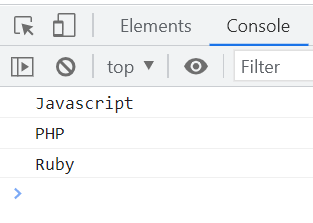 Elements Console
top ▼ Filter
Javascript
PHP
Ruby
>